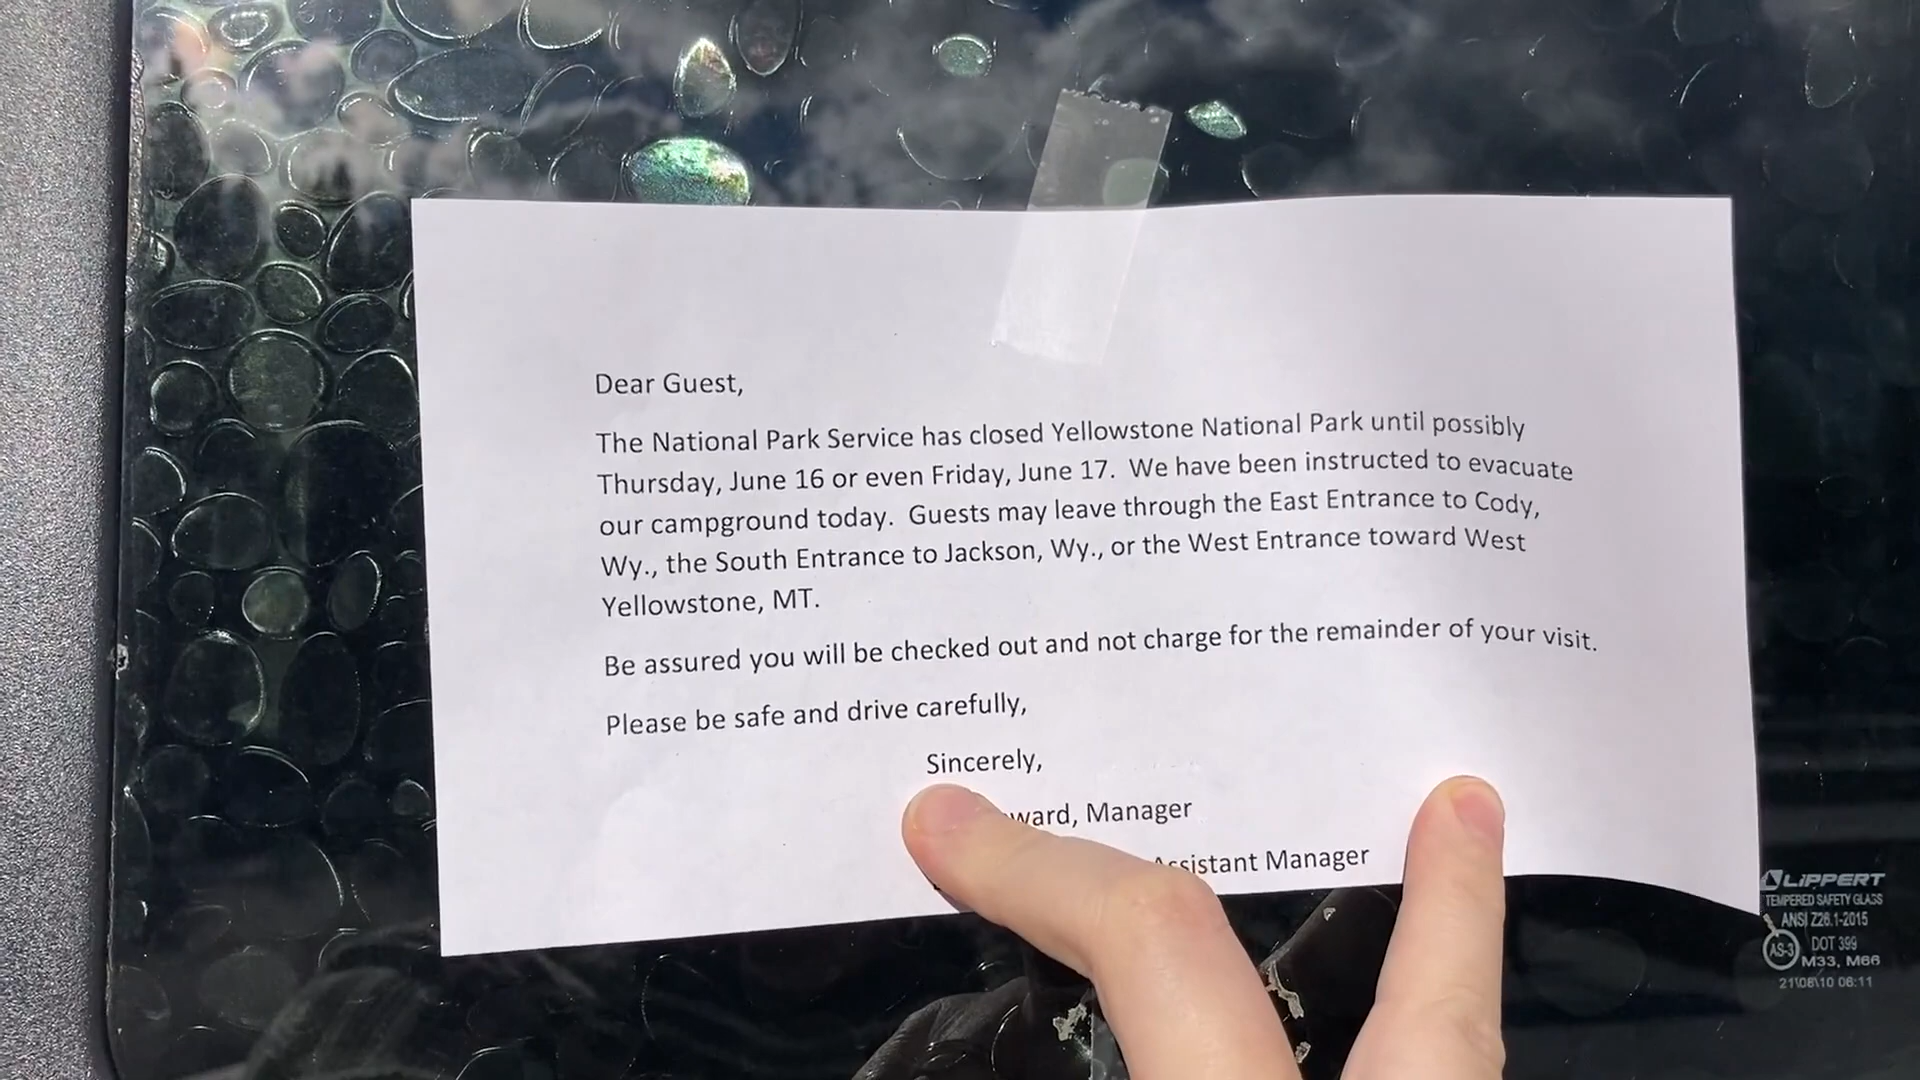 Dear Guest,
The National Park Service has closed Yellowstone National Park until possibly
Thursday, June 16 or even Friday, June 17. We have been instructed to evacuate
our campground today. Guests may leave through the East Entrance to Cody,
Wy., the South Entrance to Jackson, Wy., or the West Entrance toward West
Yellowstone, MT.
Be assured you will be checked out and not charge for the remainder of your visit.
Please be safe and drive carefully,
Sincerely,
Manager
Assistant Manager
LIPPERT
TEMPERED SAFETY GLASS
ANSI Z26.1-2015
AS-3 DOT 399
M33, M66
21\08\10 06:11